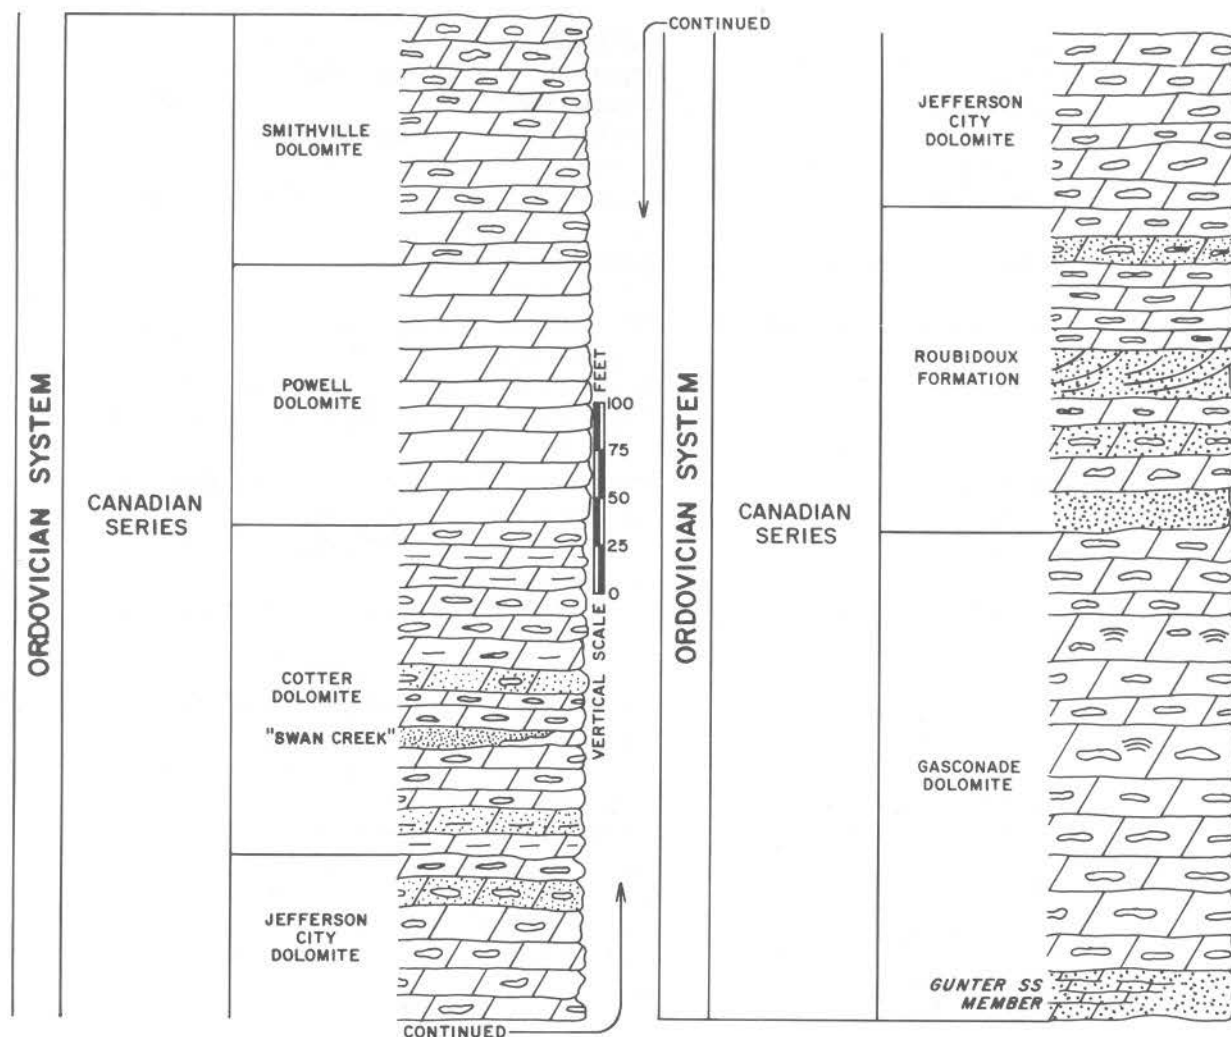 ORDOVICIAN SYSTEM
CANADIAN
SERIES
SMITHVILLE
DOLOMITE
POWELL
DOLOMITE
COTTER
DOLOMITE
"SWAN CREEK"
JEFFERSON
CITY
DOLOMITE
CONTINUED
VERTICAL SCALE
FEET
100
75
50
25
0
CONTINUED
ORDOVICIAN SYSTEM
CANADIAN
SERIES
JEFFERSON
CITY
DOLOMITE
ROUBIDOUX
FORMATION
GASCONADE
DOLOMITE
GUNTER SS
MEMBER